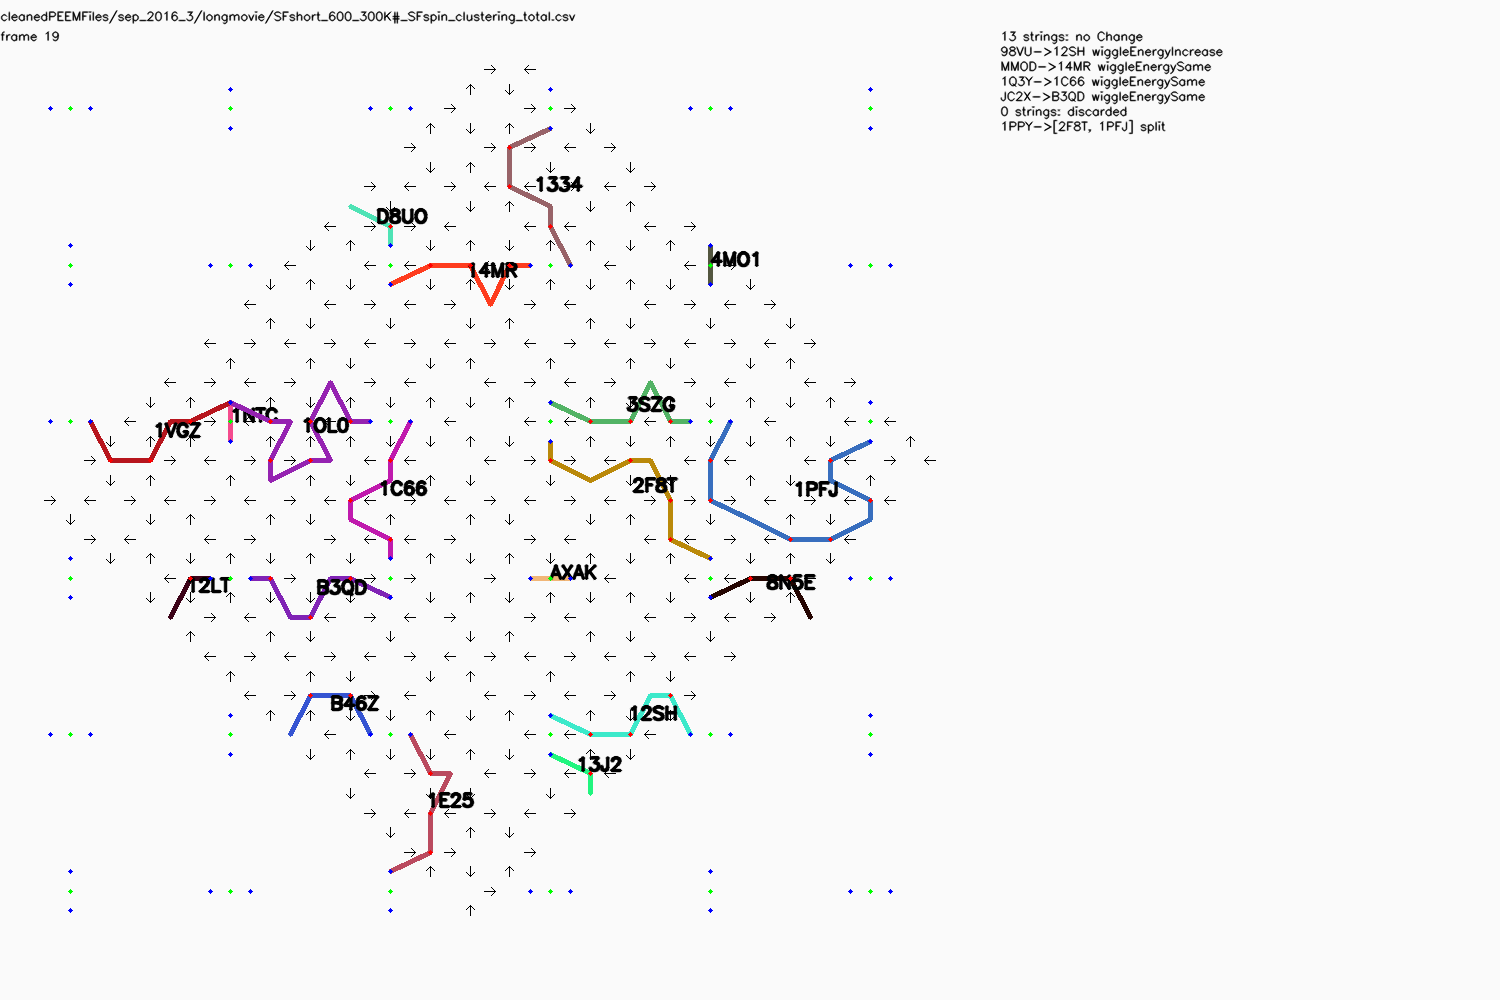 cleanedPEEMFiles/sep_2016_3/longmovie/SFshort_600_300K#_SFspin_clustering_total.csv
frame 19
13 strings: no Change
98VU->12SH wiggleEnergyIncrease
MMOD->14MR wiggleEnergySame
1Q3Y->1C66 wiggleEnergySame
JC2X->B3QD wiggleEnergySame
0 strings: discarded
1PPY->[2F8T, 1PFJ] split
1334
D8U0
4MO1
14MR
3SZG
1NTC
1OL0
1VGZ
1C66
2F8T
1PFJ
AXAK
12LT
B3QD
8N5E
B46Z
12SH
13J2
1E25